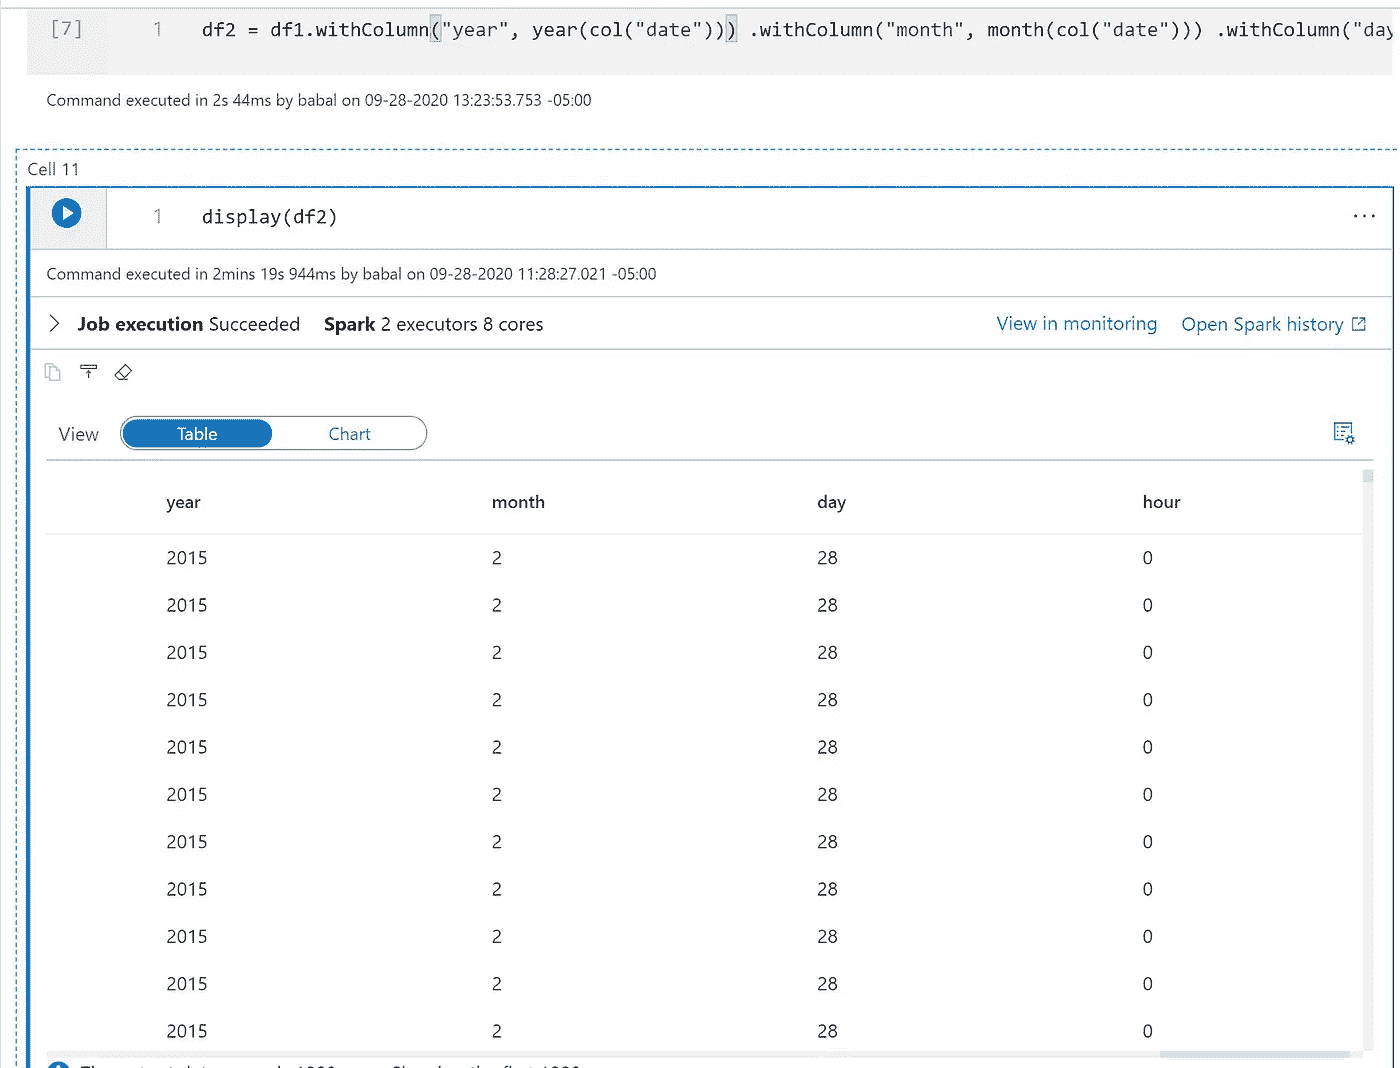 [7] 1 df2 = df1.withColumn("year", year(col("date"))) .withColumn("month", month(col("date"))) .withColumn("day
Command executed in 2s 44ms by babal on 09-28-2020 13:23:53.753 -05:00
Cell 11
1 display(df2)
Command executed in 2mins 19s 944ms by babal on 09-28-2020 11:28:27.021 -05:00
Job execution Succeeded Spark 2 executors 8 cores View in monitoring Open Spark history
View Table Chart
year month day hour
2015 2 28 0
2015 2 28 0
2015 2 28 0
2015 2 28 0
2015 2 28 0
2015 2 28 0
2015 2 28 0
2015 2 28 0
2015 2 28 0
2015 2 28 0
2015 2 28 0